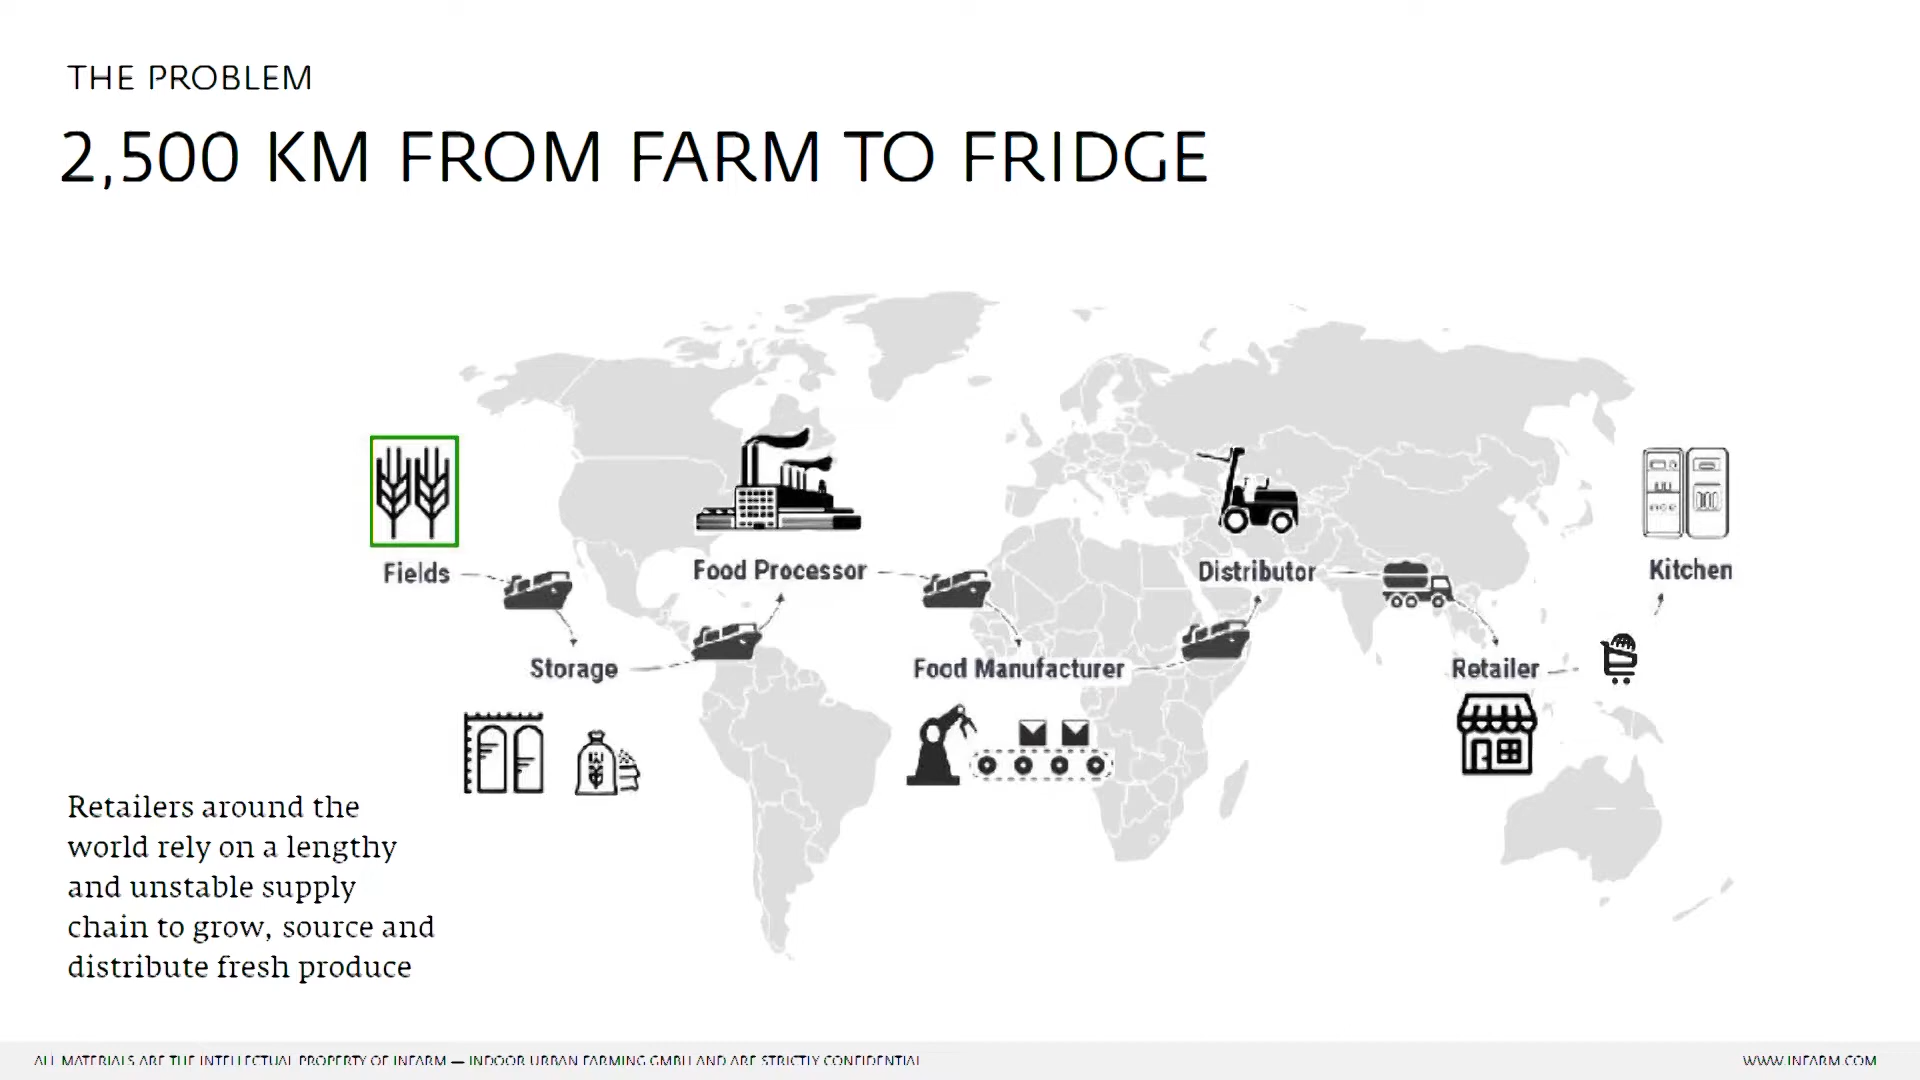 THE PROBLEM
2,500 KM FROM FARM TO FRIDGE
Fields
Food Processor
Distributor
Kitchen
Storage
Food Manufacturer
Retailer
Retailers around the
world rely on a lengthy
and unstable supply
chain to grow, source and
distribute fresh produce
ALL MATERIALS ARE THE INTELLECTUAL PROPERTY OF INFARM — INDOOR URBAN FARMING GMBH AND ARE STRICTLY CONFIDENTIAL
WWW.INFARM.COM